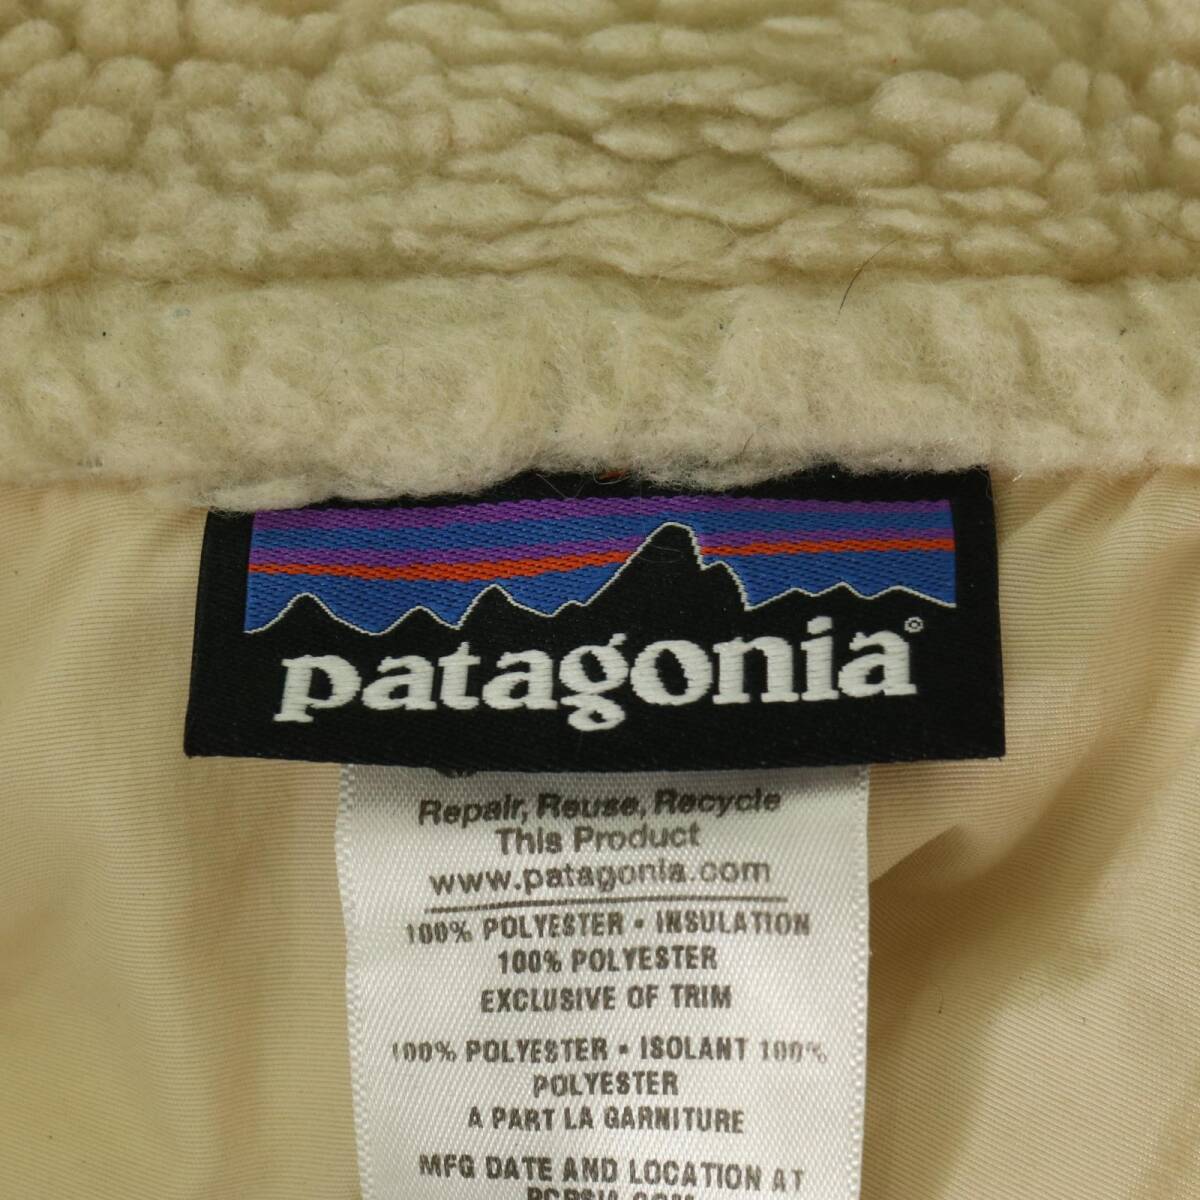 patagonia®
Repair, Reuse, Recycle
This Product
www.patagonia.com
100% POLYESTER • INSULATION
100% POLYESTER
EXCLUSIVE OF TRIM
100% POLYESTER • ISOLANT 100%
POLYESTER
A PART LA GARNITURE
MFG DATE AND LOCATION AT